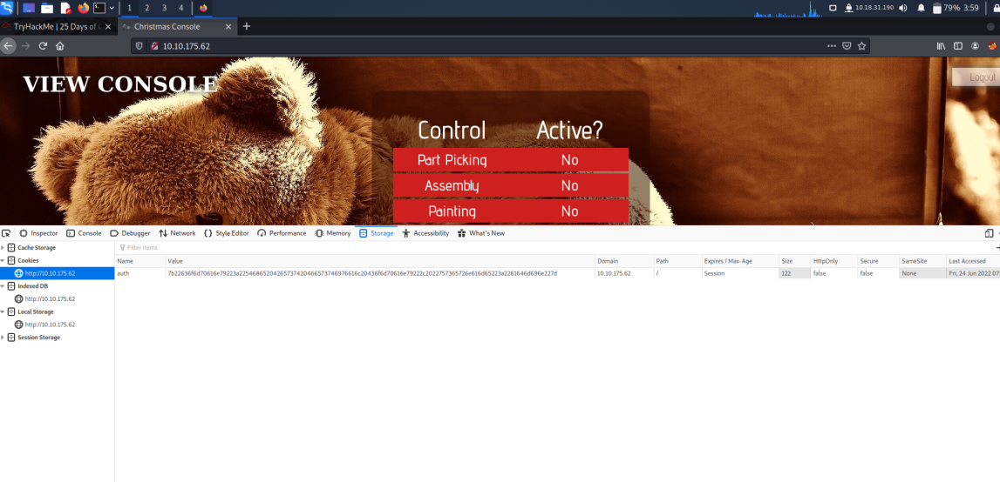 1 2 3 4
10.18.31.190 79% 3:59
TryHackMe | 25 Days of
Christmas Console
10.10.175.62
VIEW CONSOLE
Logout
Control Active?
Part Picking No
Assembly No
Painting No
Inspector Console Debugger Network Style Editor Performance Memory Storage Accessibility What's New
Cache Storage
Cookies
http://10.10.175.62
Indexed DB
http://10.10.175.62
Local Storage
http://10.10.175.62
Session Storage
Filter Items
Name Value Domain Path Expires / Max-Age Size HttpOnly Secure SameSite Last Accessed
auth 7b22636f6d70616e79223a22546865204265737420466573746976616c20436f6d70616e79222c2022757365726e616d65223a2261646d696e227d 10.10.175.62 / Session 122 false false None Fri, 24 Jun 2022 07: